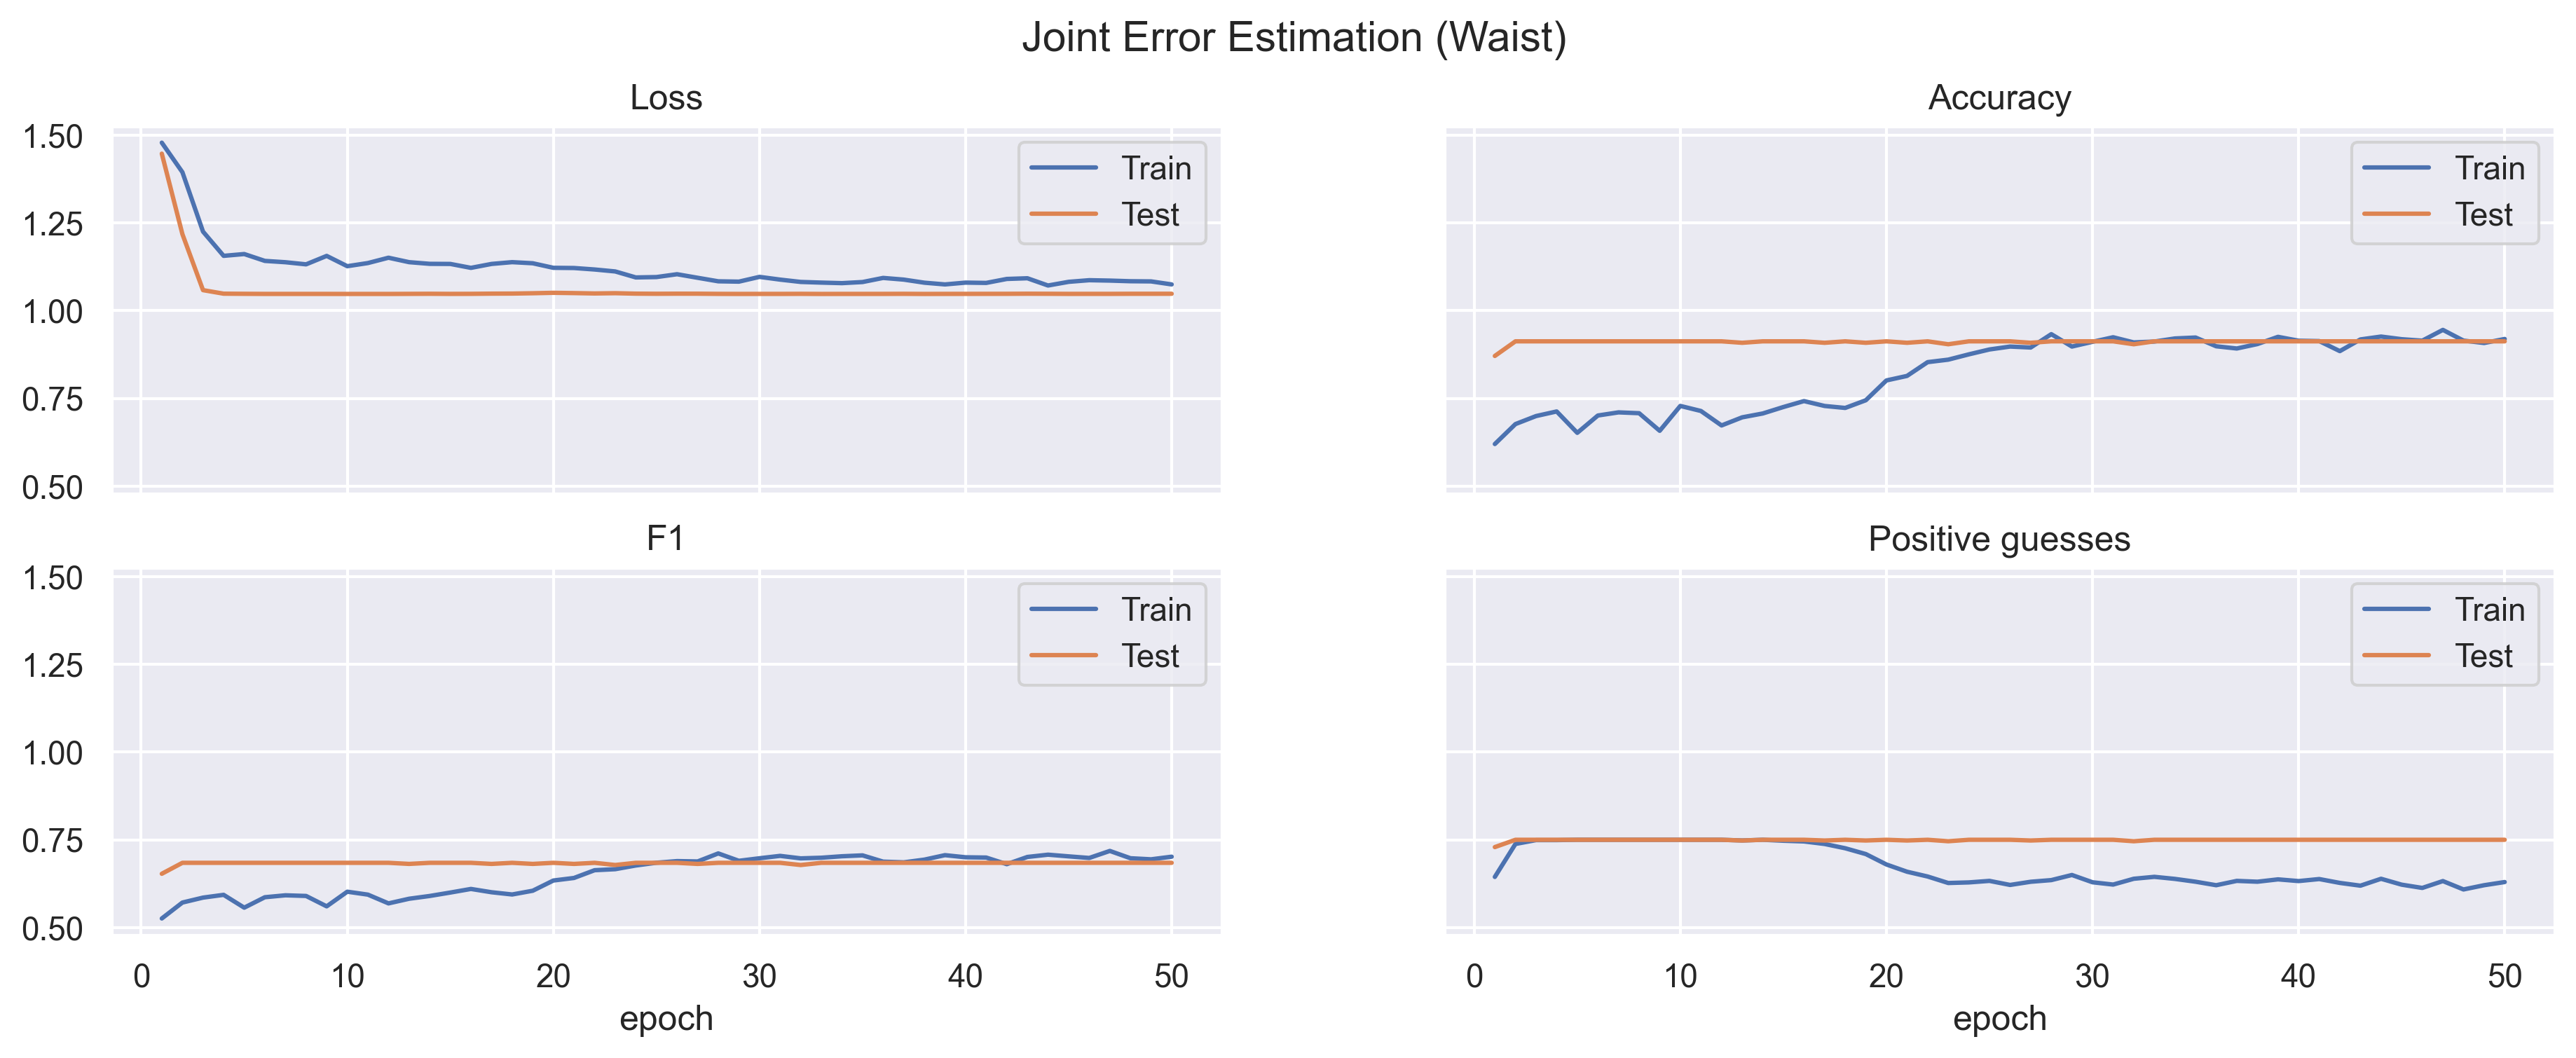 Joint Error Estimation (Waist)
Loss
Accuracy
1.50
1.25
1.00
0.75
0.50
Train
Test
Train
Test
F1
Positive guesses
1.50
1.25
1.00
0.75
0.50
Train
Test
Train
Test
0 10 20 30 40 50
0 10 20 30 40 50
epoch
epoch